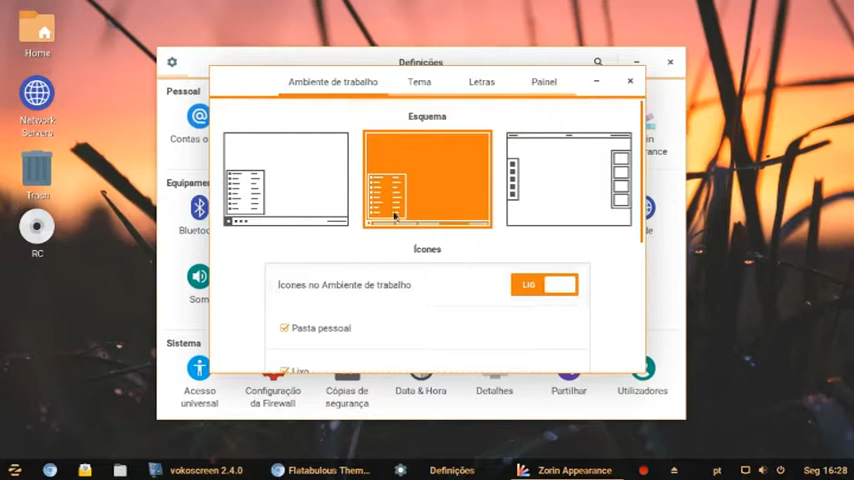 Home
Network
Servers
Trash
RC
Definições
Ambiente de trabalho
Tema
Letras
Painel
Pessoal
Contas o
Esquema
Equipamen
Bluetoo
Som
Ícones
Ícones no Ambiente de trabalho
LIG
Pasta pessoal
Lixo
Sistema
Acesso
universal
Configuração
da Firewall
Cópias de
segurança
Data & Hora
Detalhes
Partilhar
Utilizadores
vokoscreen 2.4.0
Flatabulous Them...
Definições
Zorin Appearance
pt
Seg 16:28